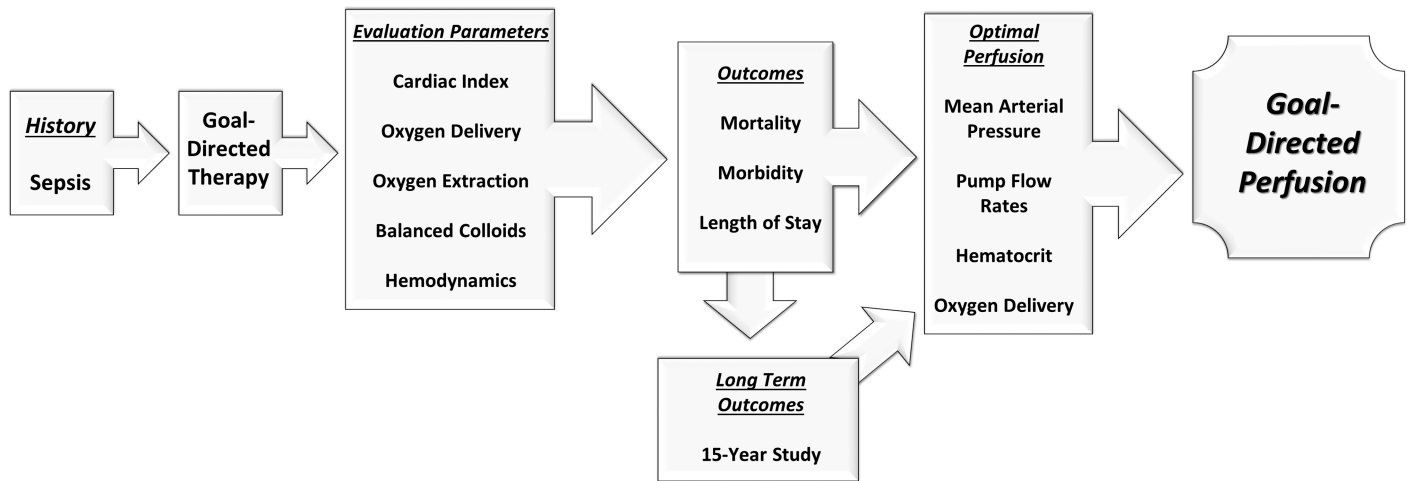 History
Sepsis
Goal-
Directed
Therapy
Evaluation Parameters
Cardiac Index
Oxygen Delivery
Oxygen Extraction
Balanced Colloids
Hemodynamics
Outcomes
Mortality
Morbidity
Length of Stay
Long Term
Outcomes
15-Year Study
Optimal
Perfusion
Mean Arterial
Pressure
Pump Flow
Rates
Hematocrit
Oxygen Delivery
Goal-
Directed
Perfusion